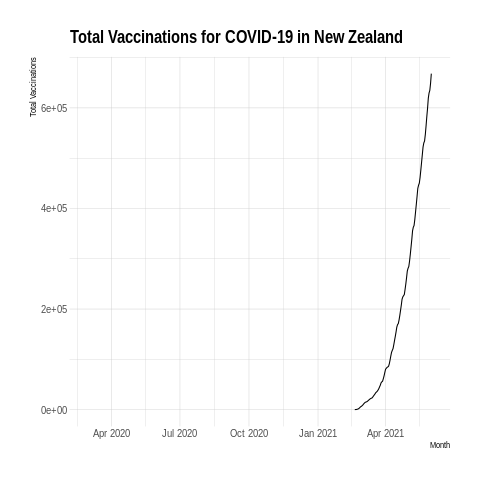 Total Vaccinations for COVID-19 in New Zealand
Total Vaccinations
6e+05
4e+05
2e+05
0e+00
Apr 2020 Jul 2020 Oct 2020 Jan 2021 Apr 2021
Month